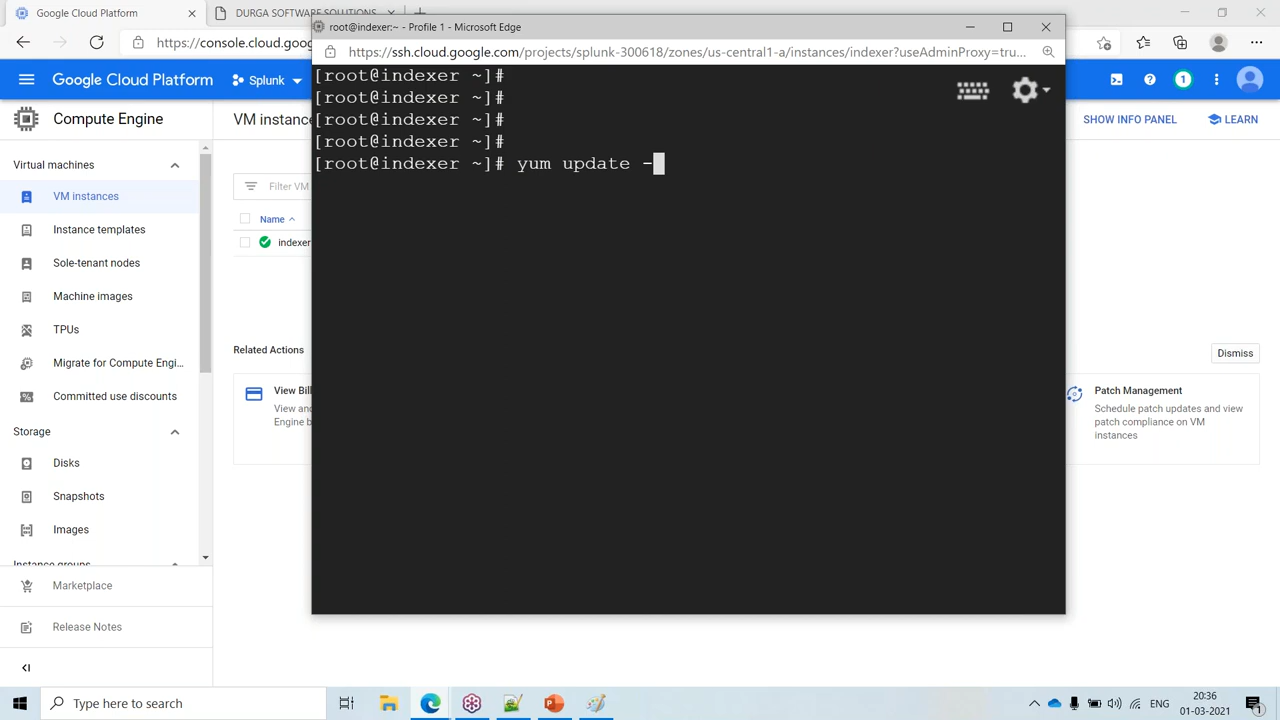 Google Cloud Platform
DURGA SOFTWARE SOLUTIONS
root@indexer:~ - Profile 1 - Microsoft Edge
https://console.cloud.goog
https://ssh.cloud.google.com/projects/splunk-300618/zones/us-central1-a/instances/indexer?useAdminProxy=tru...
Google Cloud Platform
Splunk
1
[root@indexer ~]#
[root@indexer ~]#
[root@indexer ~]#
[root@indexer ~]#
[root@indexer ~]# yum update -
Compute Engine
VM instanc
SHOW INFO PANEL
LEARN
Virtual machines
VM instances
Instance templates
Sole-tenant nodes
Machine images
TPUs
Migrate for Compute Engi...
Committed use discounts
Storage
Disks
Snapshots
Images
Instance groups
Marketplace
Release Notes
Filter VM
Name
indexer
Related Actions
Dismiss
View Bill
View and
Engine b
Patch Management
Schedule patch updates and view
patch compliance on VM
instances
Type here to search
ENG
20:36
01-03-2021
1